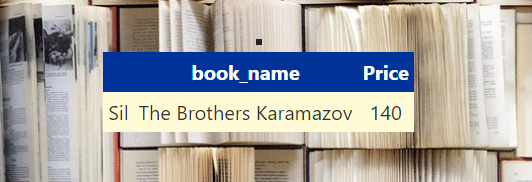 book_name Price
Sil The Brothers Karamazov 140